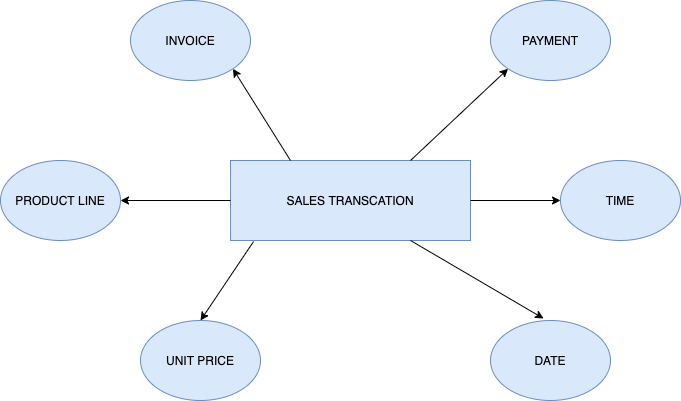 INVOICE
PAYMENT
PRODUCT LINE
SALES TRANSCATION
TIME
UNIT PRICE
DATE